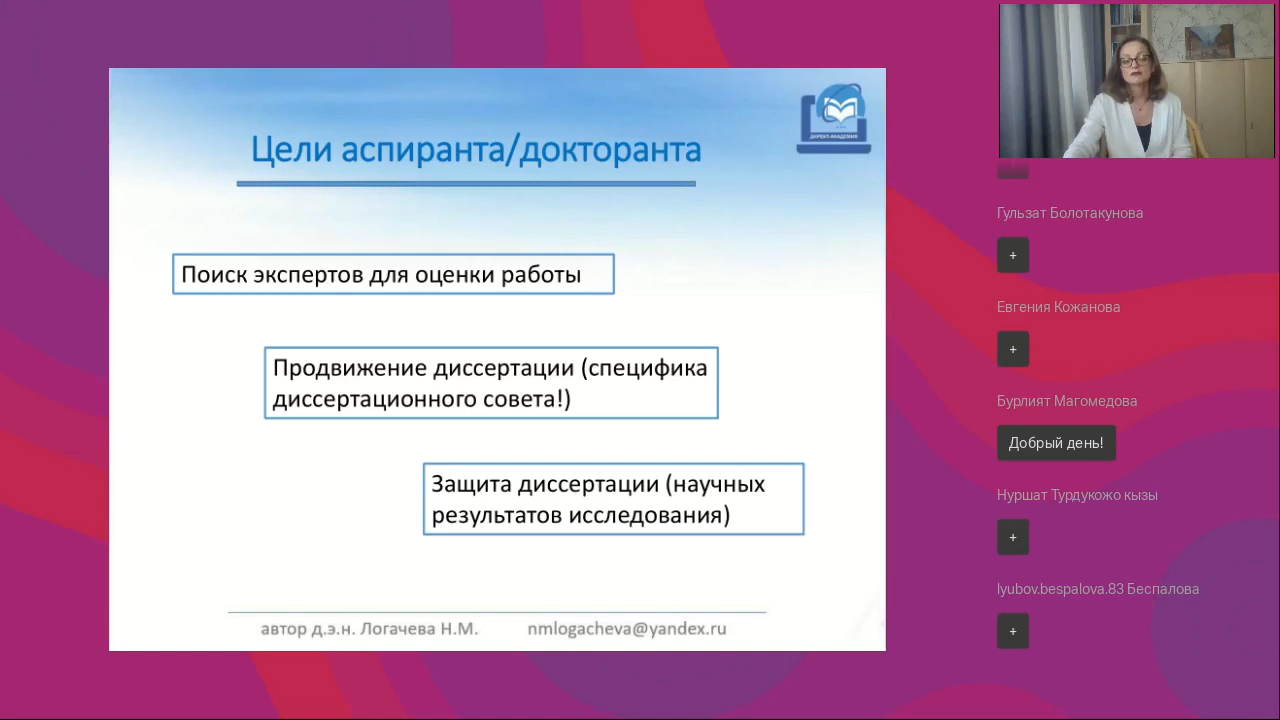 Цели аспиранта/докторанта
ДИРЕКТ-АКАДЕМИЯ
Поиск экспертов для оценки работы
Продвижение диссертации (специфика
диссертационного совета!)
Защита диссертации (научных
результатов исследования)
автор д.э.н. Логачева Н.М. nmlogacheva@yandex.ru
Гульзат Болотакунова
+
Евгения Кожанова
+
Бурлият Магомедова
Добрый день!
Нуршат Турдукожо кызы
+
lyubov.bespalova.83 Беспалова
+